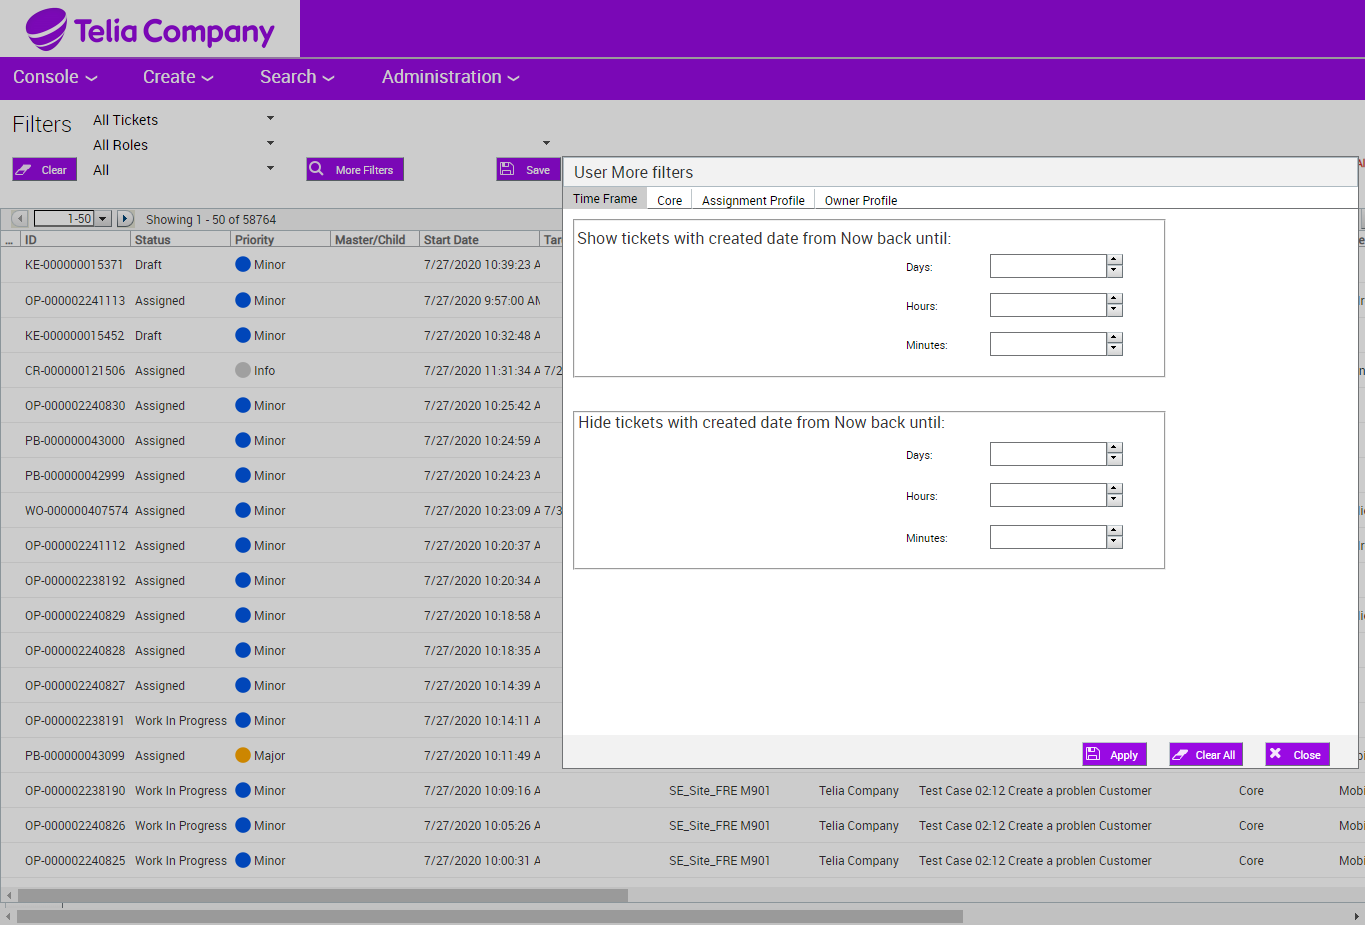 Telia Company
Console Create Search Administration
Filters All Tickets
All Roles
Clear All More Filters Save
User More filters
Time Frame Core Assignment Profile Owner Profile
1-50 Showing 1 - 50 of 58764
... ID Status Priority Master/Child Start Date Tar
Show tickets with created date from Now back until:
Days:
Hours:
Minutes:
Hide tickets with created date from Now back until:
Days:
Hours:
Minutes:
Apply Clear All Close
KE-000000015371 Draft Minor 7/27/2020 10:39:23 A
OP-000002241113 Assigned Minor 7/27/2020 9:57:00 AM
KE-000000015452 Draft Minor 7/27/2020 10:32:48 A
CR-000000121506 Assigned Info 7/27/2020 11:31:34 A 7/2
OP-000002240830 Assigned Minor 7/27/2020 10:25:42 A
PB-000000043000 Assigned Minor 7/27/2020 10:24:59 A
PB-000000042999 Assigned Minor 7/27/2020 10:24:23 A
WO-000000407574 Assigned Minor 7/27/2020 10:23:09 A 7/3
OP-000002241112 Assigned Minor 7/27/2020 10:20:37 A
OP-000002238192 Assigned Minor 7/27/2020 10:20:34 A
OP-000002240829 Assigned Minor 7/27/2020 10:18:58 A
OP-000002240828 Assigned Minor 7/27/2020 10:18:35 A
OP-000002240827 Assigned Minor 7/27/2020 10:14:39 A
OP-000002238191 Work In Progress Minor 7/27/2020 10:14:11 A
PB-000000043099 Assigned Major 7/27/2020 10:11:49 A
OP-000002238190 Work In Progress Minor 7/27/2020 10:09:16 A SE_Site_FRE M901 Telia Company Test Case 02:12 Create a problen Customer Core Mobi
OP-000002240826 Work In Progress Minor 7/27/2020 10:05:26 A SE_Site_FRE M901 Telia Company Test Case 02:12 Create a problen Customer Core Mobi
OP-000002240825 Work In Progress Minor 7/27/2020 10:00:31 A SE_Site_FRE M901 Telia Company Test Case 02:12 Create a problen Customer Core Mobi